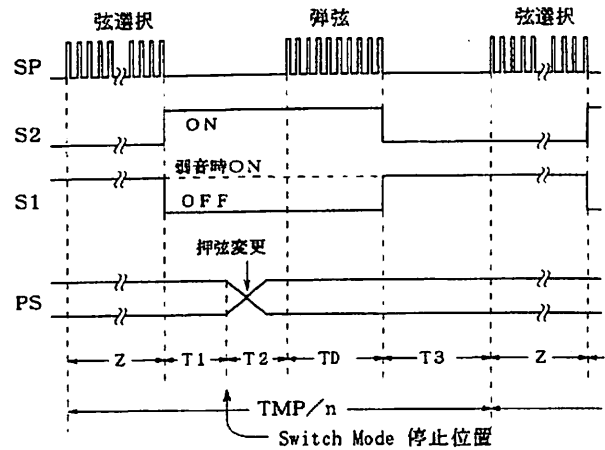 弦選択 弾弦 弦選択
SP
S2 ON
弱音時ON
S1 OFF
押弦変更
PS
Z T1 T2 TD T3 Z
TMP/n
Switch Mode 停止位置